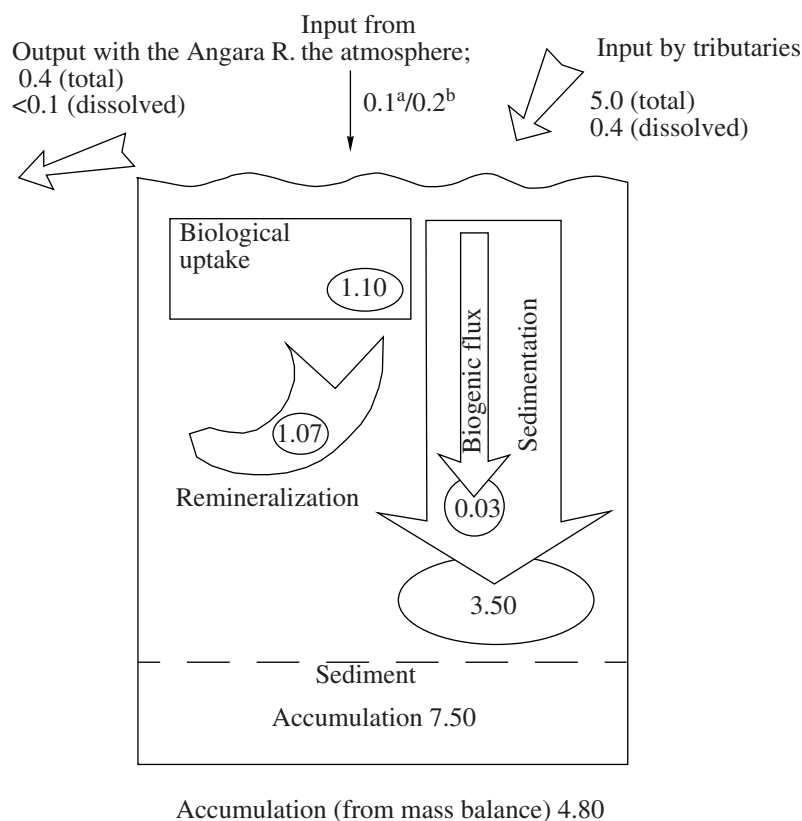 Input from
Output with the Angara R. the atmosphere;
0.4 (total)
<0.1 (dissolved)
0.1ᵃ/0.2ᵇ
Input by tributaries
5.0 (total)
0.4 (dissolved)
Biological
uptake
1.10
1.07
Remineralization
Biogenic flux
Sedimentation
0.03
3.50
Sediment
Accumulation 7.50
Accumulation (from mass balance) 4.80